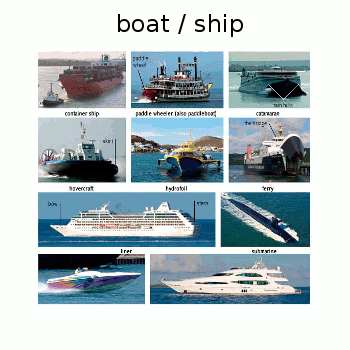 boat / ship
paddle
wheel
twin hulls
container ship
paddle wheeler (also paddleboat)
catamaran
skirt
the bridge
hovercraft
hydrofoil
ferry
bow
stern
liner
submarine